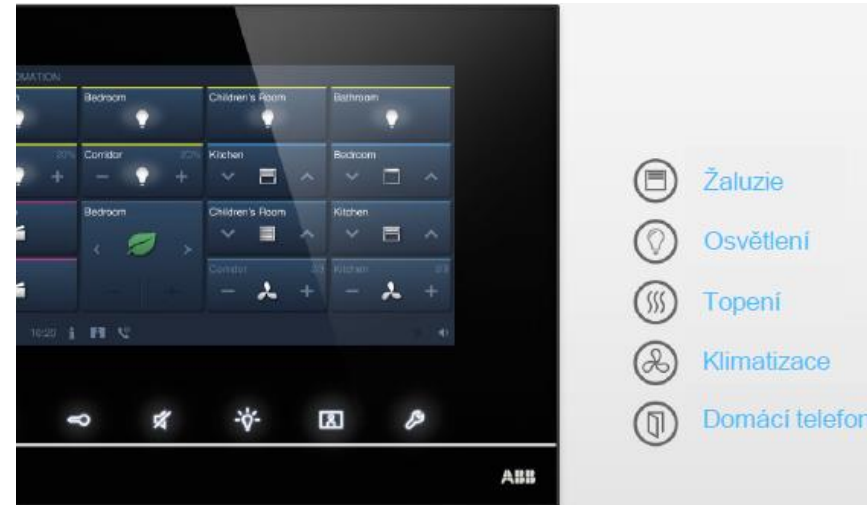 Bedroom
Children's Room
Bathroom
Corridor
Kitchen
Bedroom
Bedroom
Children's Room
Kitchen
Corridor
Kitchen
10:20
ABB
Žaluzie
Osvětlení
Topení
Klimatizace
Domácí telefon